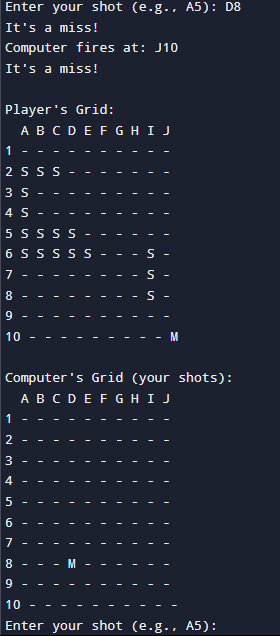 Enter your shot (e.g., A5): D8
It's a miss!
Computer fires at: J10
It's a miss!

Player's Grid:
  A B C D E F G H I J
1 - - - - - - - - - -
2 S S S - - - - - - -
3 S - - - - - - - - -
4 S - - - - - - - - -
5 S S S S - - - - - -
6 S S S S S - - - S -
7 - - - - - - - - S -
8 - - - - - - - - S -
9 - - - - - - - - - -
10 - - - - - - - - - M

Computer's Grid (your shots):
  A B C D E F G H I J
1 - - - - - - - - - -
2 - - - - - - - - - -
3 - - - - - - - - - -
4 - - - - - - - - - -
5 - - - - - - - - - -
6 - - - - - - - - - -
7 - - - - - - - - - -
8 - - - M - - - - - -
9 - - - - - - - - - -
10 - - - - - - - - - -
Enter your shot (e.g., A5):